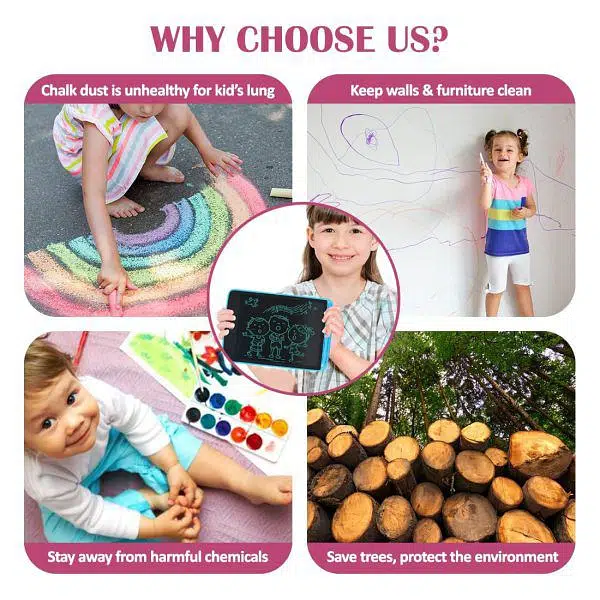 WHY CHOOSE US?
Chalk dust is unhealthy for kid's lung
Keep walls & furniture clean
Stay away from harmful chemicals
Save trees, protect the environment